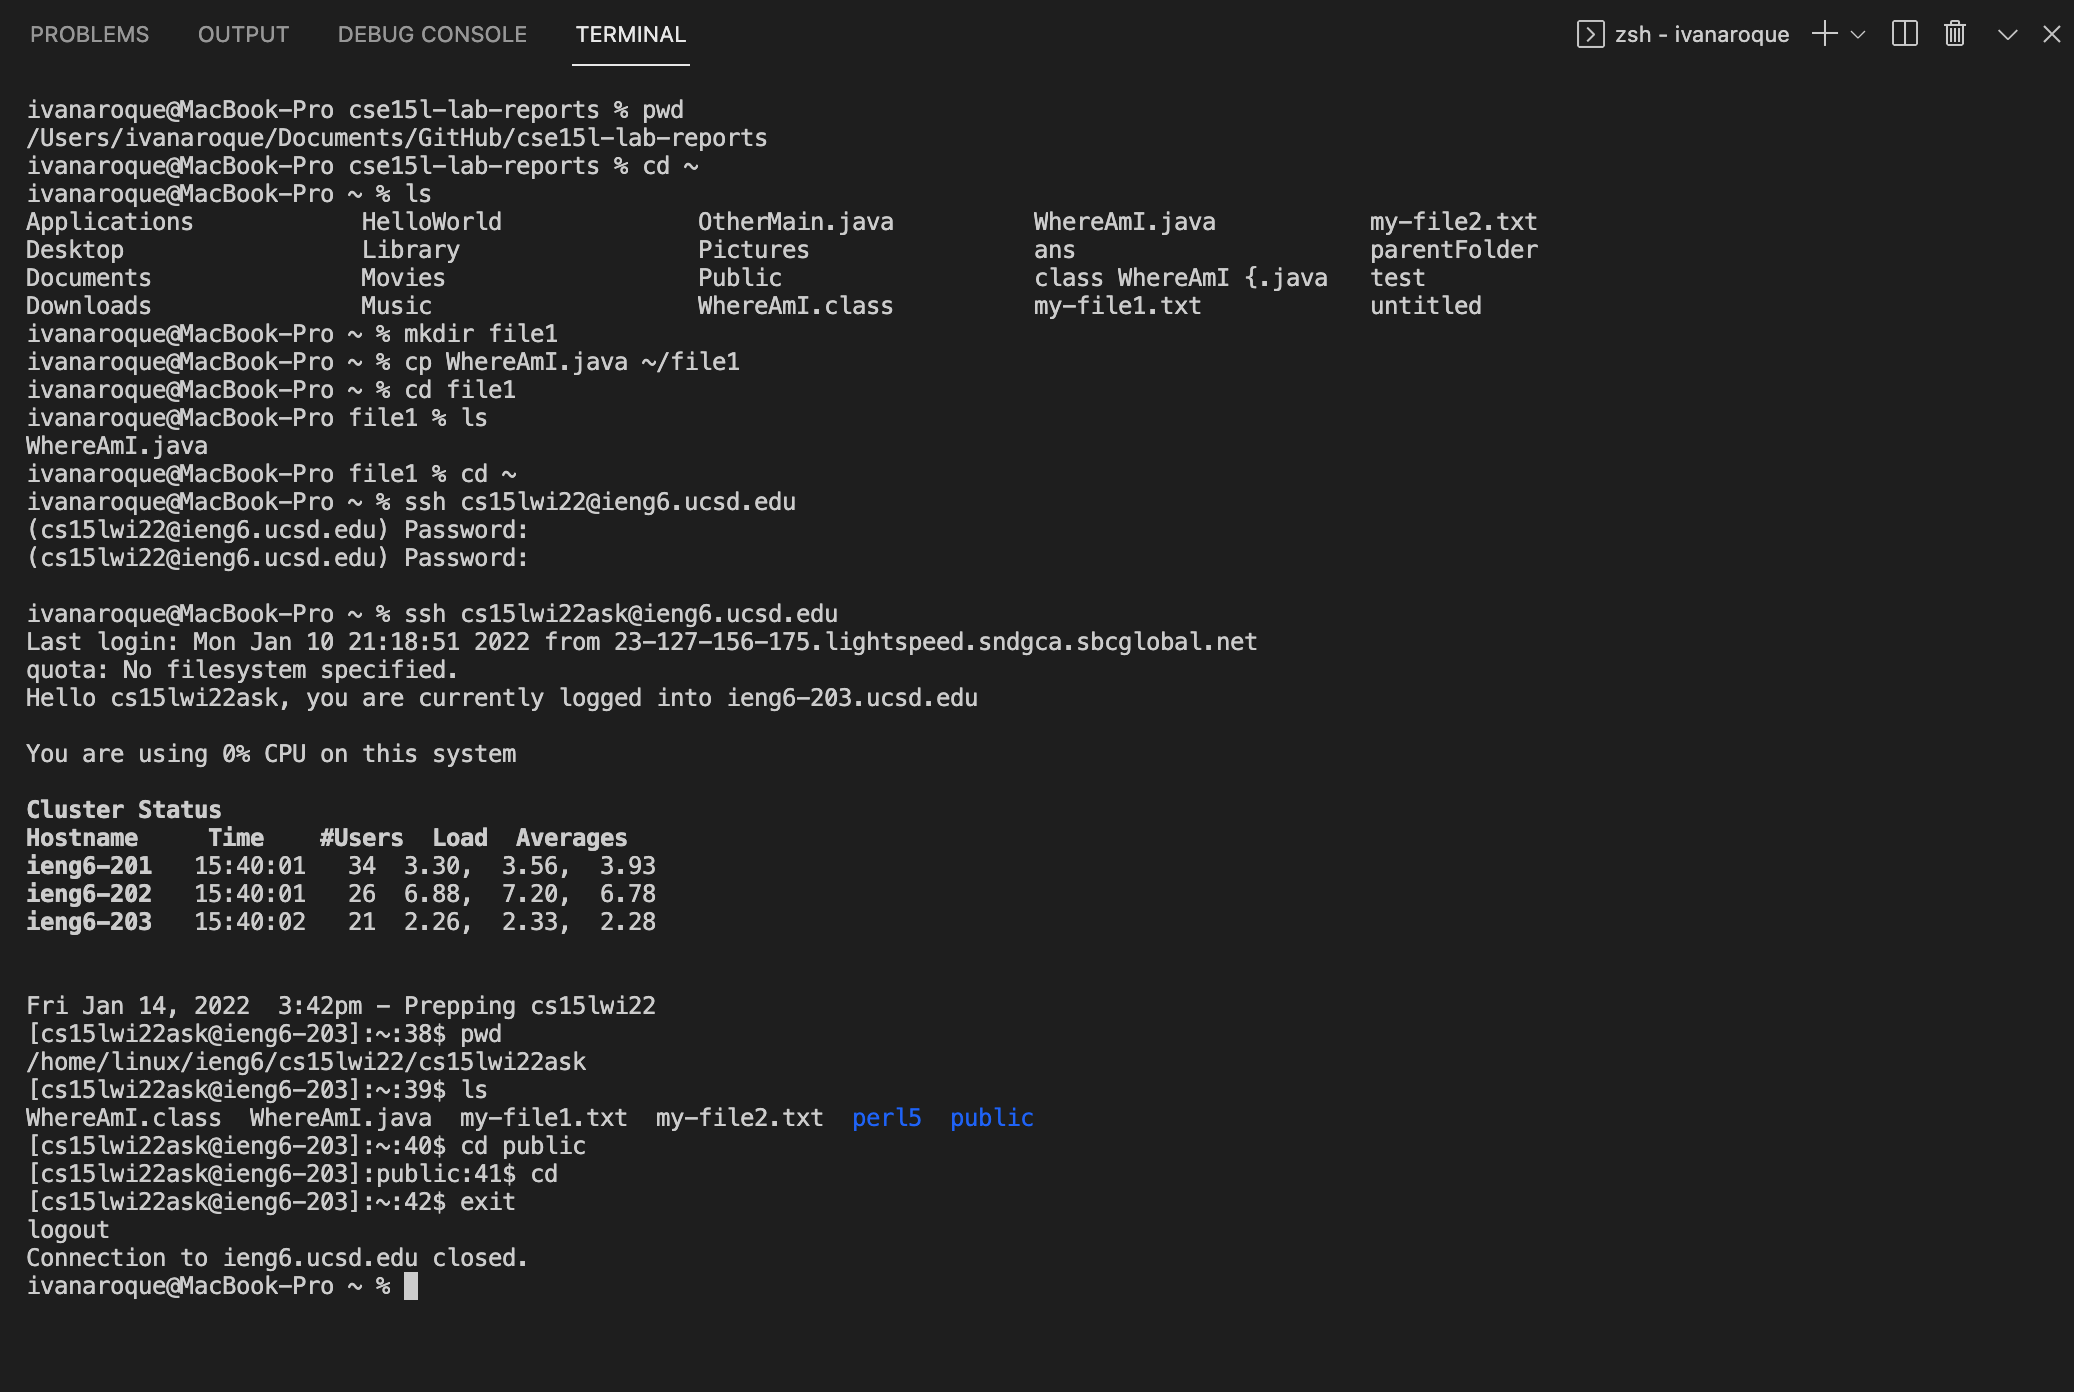 PROBLEMS OUTPUT DEBUG CONSOLE TERMINAL zsh - ivanaroque
ivanaroque@MacBook-Pro cse15l-lab-reports % pwd
/Users/ivanaroque/Documents/GitHub/cse15l-lab-reports
ivanaroque@MacBook-Pro cse15l-lab-reports % cd ~
ivanaroque@MacBook-Pro ~ % ls
Applications HelloWorld OtherMain.java WhereAmI.java my-file2.txt
Desktop Library Pictures ans parentFolder
Documents Movies Public class WhereAmI {.java test
Downloads Music WhereAmI.class my-file1.txt untitled
ivanaroque@MacBook-Pro ~ % mkdir file1
ivanaroque@MacBook-Pro ~ % cp WhereAmI.java ~/file1
ivanaroque@MacBook-Pro ~ % cd file1
ivanaroque@MacBook-Pro file1 % ls
WhereAmI.java
ivanaroque@MacBook-Pro file1 % cd ~
ivanaroque@MacBook-Pro ~ % ssh cs15lwi22@ieng6.ucsd.edu
(cs15lwi22@ieng6.ucsd.edu) Password:
(cs15lwi22@ieng6.ucsd.edu) Password:
ivanaroque@MacBook-Pro ~ % ssh cs15lwi22ask@ieng6.ucsd.edu
Last login: Mon Jan 10 21:18:51 2022 from 23-127-156-175.lightspeed.sndgca.sbcglobal.net
quota: No filesystem specified.
Hello cs15lwi22ask, you are currently logged into ieng6-203.ucsd.edu
You are using 0% CPU on this system
Cluster Status
Hostname Time #Users Load Averages
ieng6-201 15:40:01 34 3.30, 3.56, 3.93
ieng6-202 15:40:01 26 6.88, 7.20, 6.78
ieng6-203 15:40:02 21 2.26, 2.33, 2.28
Fri Jan 14, 2022 3:42pm - Prepping cs15lwi22
[cs15lwi22ask@ieng6-203]:~:38$ pwd
/home/linux/ieng6/cs15lwi22/cs15lwi22ask
[cs15lwi22ask@ieng6-203]:~:39$ ls
WhereAmI.class WhereAmI.java my-file1.txt my-file2.txt perl5 public
[cs15lwi22ask@ieng6-203]:~:40$ cd public
[cs15lwi22ask@ieng6-203]:public:41$ cd
[cs15lwi22ask@ieng6-203]:~:42$ exit
logout
Connection to ieng6.ucsd.edu closed.
ivanaroque@MacBook-Pro ~ %